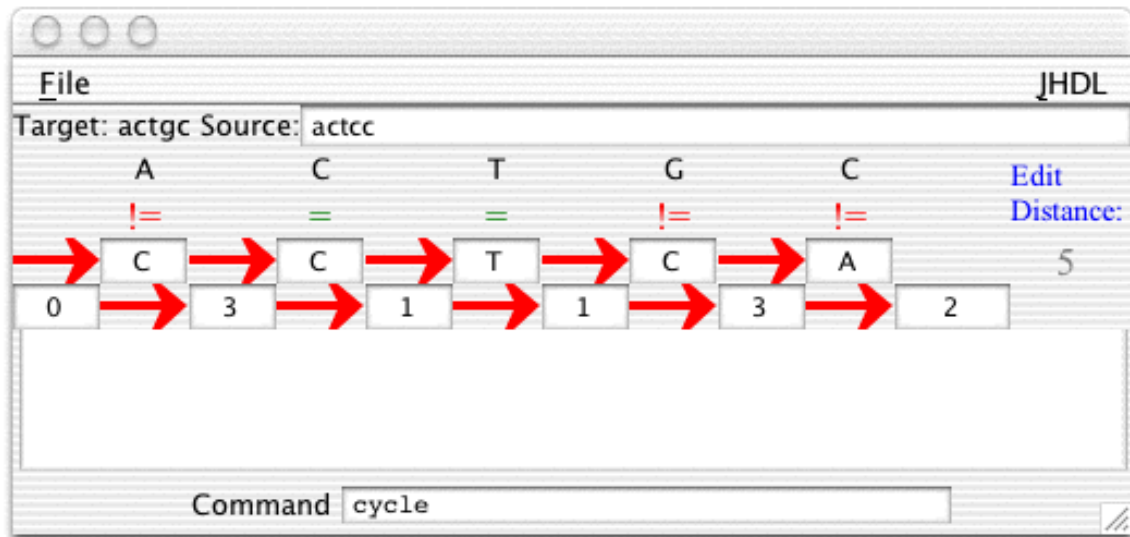 File JHDL
Target: actgc Source: actcc
A C T G C
Edit
!= = = != != Distance:
C C T C A 5
0 3 1 1 3 2
Command cycle